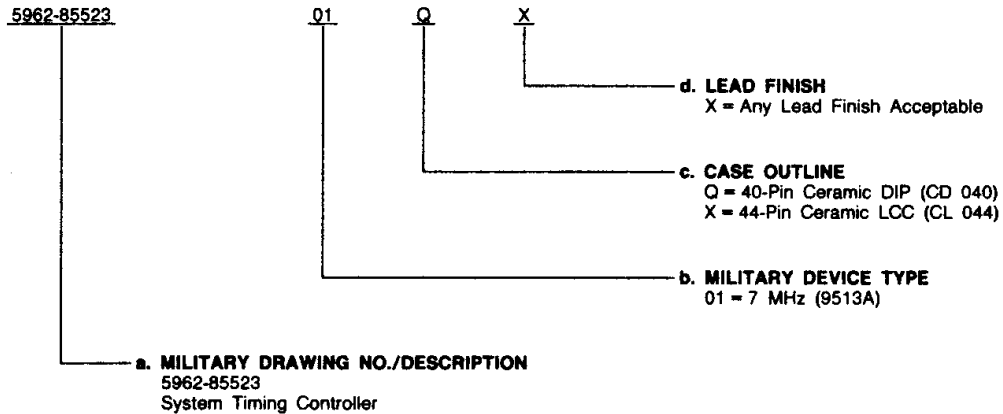 5962-85523 01 Q X
d. LEAD FINISH
X = Any Lead Finish Acceptable
c. CASE OUTLINE
Q = 40-Pin Ceramic DIP (CD 040)
X = 44-Pin Ceramic LCC (CL 044)
b. MILITARY DEVICE TYPE
01 = 7 MHz (9513A)
a. MILITARY DRAWING NO./DESCRIPTION
5962-85523
System Timing Controller